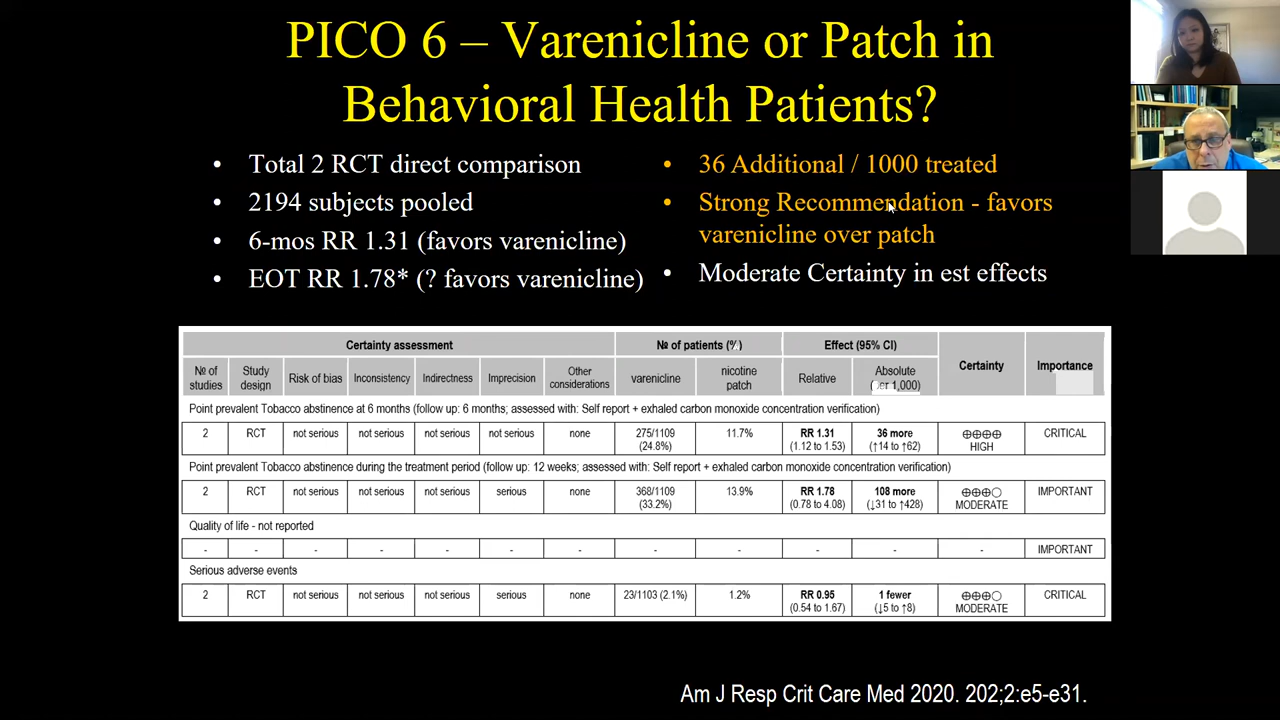 PICO 6 – Varenicline or Patch in
Behavioral Health Patients?
• Total 2 RCT direct comparison
• 2194 subjects pooled
• 6-mos RR 1.31 (favors varenicline)
• EOT RR 1.78* (? favors varenicline)
• 36 Additional / 1000 treated
• Strong Recommendation - favors
varenicline over patch
• Moderate Certainty in est effects
Certainty assessment № of patients (%) Effect (95% CI) Certainty Importance
№ of studies Study design Risk of bias Inconsistency Indirectness Imprecision Other considerations varenicline nicotine patch Relative Absolute (per 1,000)
Point prevalent Tobacco abstinence at 6 months (follow up: 6 months; assessed with: Self report + exhaled carbon monoxide concentration verification)
2 RCT not serious not serious not serious not serious none 275/1109 (24.8%) 11.7% RR 1.31 (1.12 to 1.53) 36 more (↑14 to ↑62) ⊕⊕⊕⊕ HIGH CRITICAL
Point prevalent Tobacco abstinence during the treatment period (follow up: 12 weeks; assessed with: Self report + exhaled carbon monoxide concentration verification)
2 RCT not serious not serious not serious serious none 368/1109 (33.2%) 13.9% RR 1.78 (0.78 to 4.08) 108 more (↓31 to ↑428) ⊕⊕⊕○ MODERATE IMPORTANT
Quality of life - not reported
- - - - - - - - - - - - IMPORTANT
Serious adverse events
2 RCT not serious not serious not serious serious none 23/1103 (2.1%) 1.2% RR 0.95 (0.54 to 1.67) 1 fewer (↓5 to ↑8) ⊕⊕⊕○ MODERATE CRITICAL
Am J Resp Crit Care Med 2020. 202;2:e5-e31.